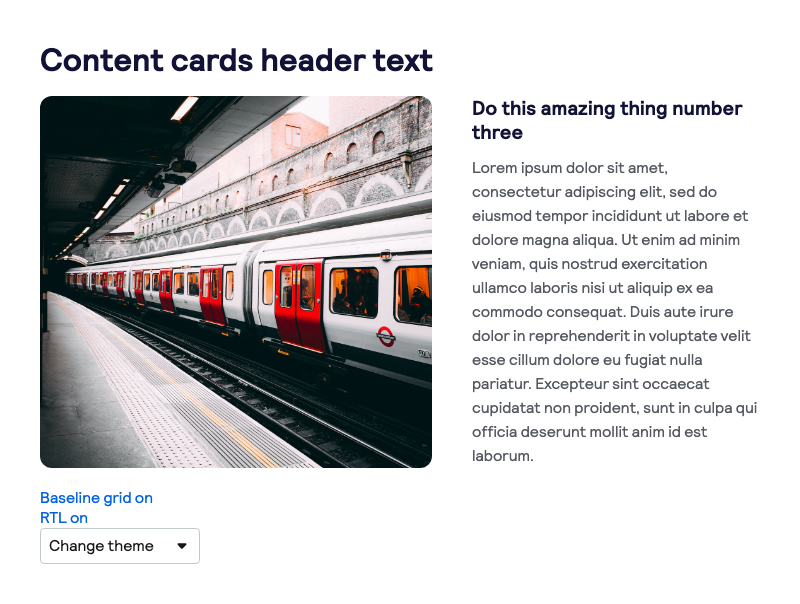 Content cards header text
Do this amazing thing number
three
Lorem ipsum dolor sit amet,
consectetur adipiscing elit, sed do
eiusmod tempor incididunt ut labore et
dolore magna aliqua. Ut enim ad minim
veniam, quis nostrud exercitation
ullamco laboris nisi ut aliquip ex ea
commodo consequat. Duis aute irure
dolor in reprehenderit in voluptate velit
esse cillum dolore eu fugiat nulla
pariatur. Excepteur sint occaecat
cupidatat non proident, sunt in culpa qui
officia deserunt mollit anim id est
laborum.
Baseline grid on
RTL on
Change theme